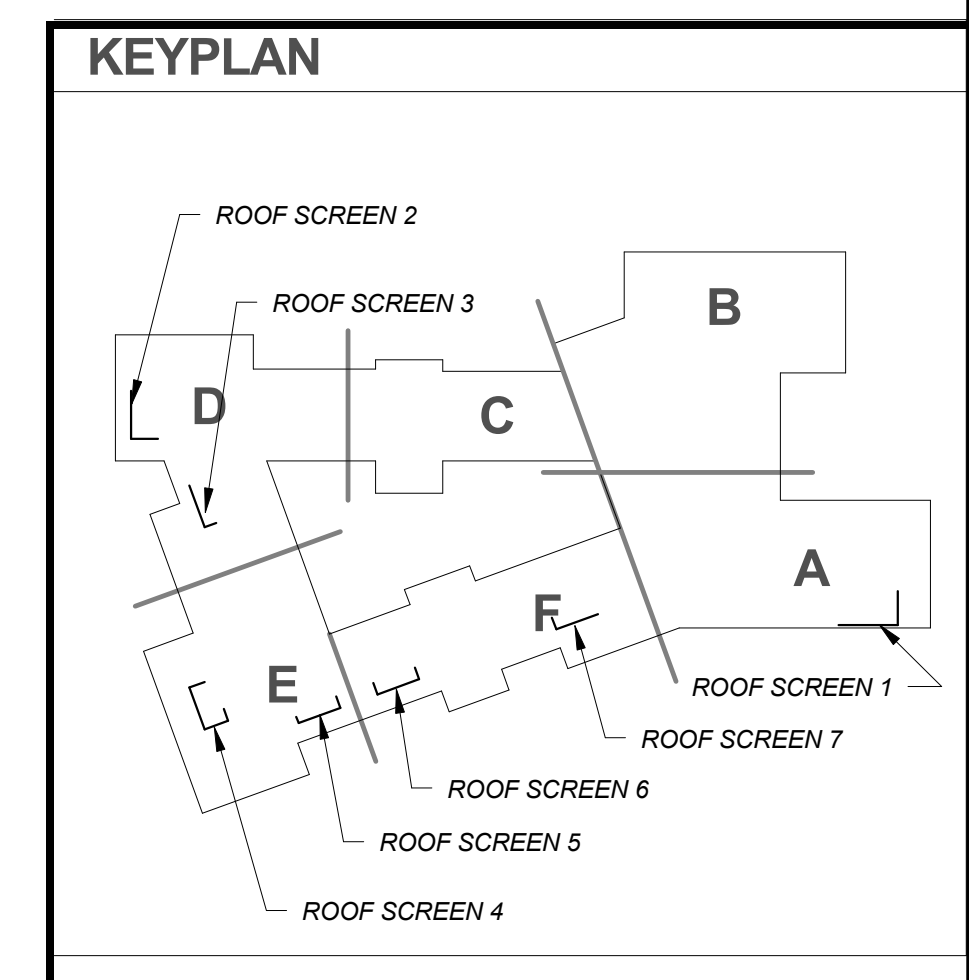 KEYPLAN
ROOF SCREEN 2
ROOF SCREEN 3
B
D
C
A
F
E
ROOF SCREEN 1
ROOF SCREEN 7
ROOF SCREEN 6
ROOF SCREEN 5
ROOF SCREEN 4